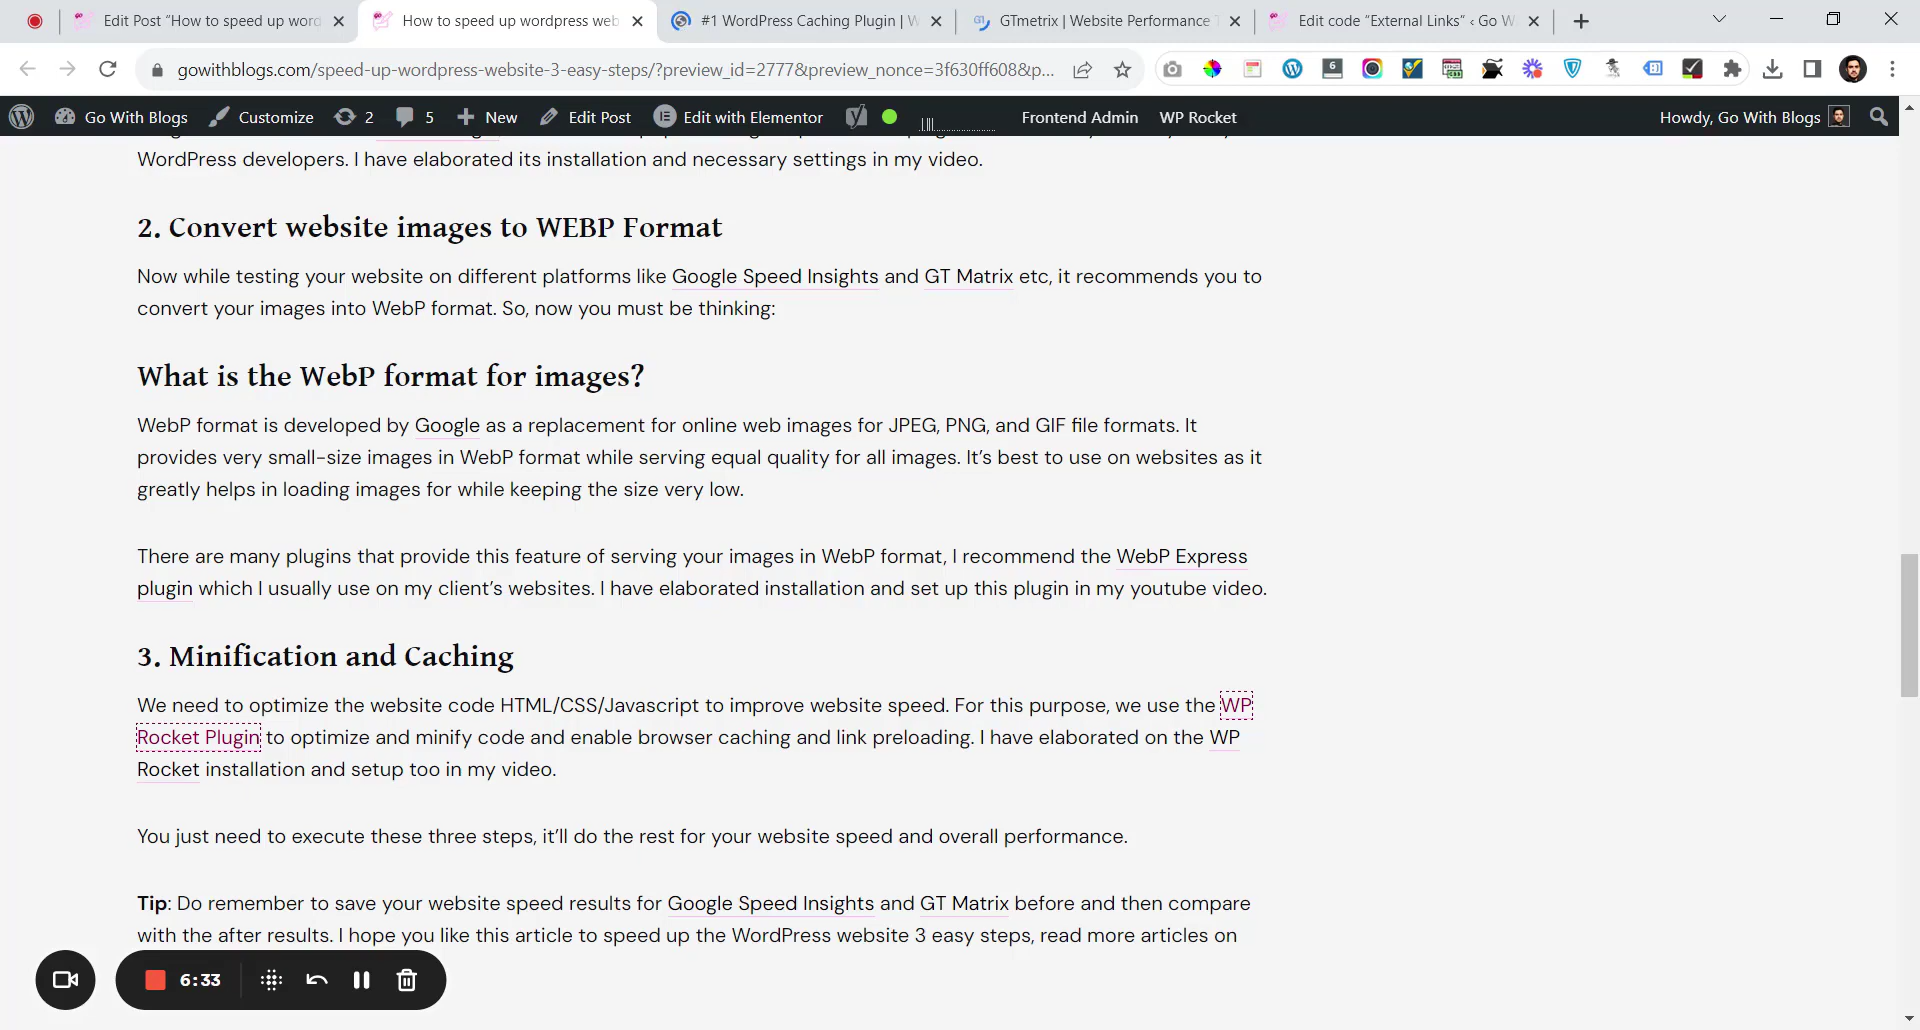 Edit Post “How to speed up word
How to speed up wordpress web
#1 WordPress Caching Plugin | W
GTmetrix | Website Performance T
Edit code “External Links” ‹ Go W
gowithblogs.com/speed-up-wordpress-website-3-easy-steps/?preview_id=2777&preview_nonce=3f630ff608&p...
Go With Blogs Customize 2 5 New Edit Post Edit with Elementor Frontend Admin WP Rocket Howdy, Go With Blogs
WordPress developers. I have elaborated its installation and necessary settings in my video.
2. Convert website images to WEBP Format
Now while testing your website on different platforms like Google Speed Insights and GT Matrix etc, it recommends you to
convert your images into WebP format. So, now you must be thinking:
What is the WebP format for images?
WebP format is developed by Google as a replacement for online web images for JPEG, PNG, and GIF file formats. It
provides very small-size images in WebP format while serving equal quality for all images. It’s best to use on websites as it
greatly helps in loading images for while keeping the size very low.
There are many plugins that provide this feature of serving your images in WebP format, I recommend the WebP Express
plugin which I usually use on my client’s websites. I have elaborated installation and set up this plugin in my youtube video.
3. Minification and Caching
We need to optimize the website code HTML/CSS/Javascript to improve website speed. For this purpose, we use the WP
Rocket Plugin to optimize and minify code and enable browser caching and link preloading. I have elaborated on the WP
Rocket installation and setup too in my video.
You just need to execute these three steps, it’ll do the rest for your website speed and overall performance.
Tip: Do remember to save your website speed results for Google Speed Insights and GT Matrix before and then compare
with the after results. I hope you like this article to speed up the WordPress website 3 easy steps, read more articles on
6:33